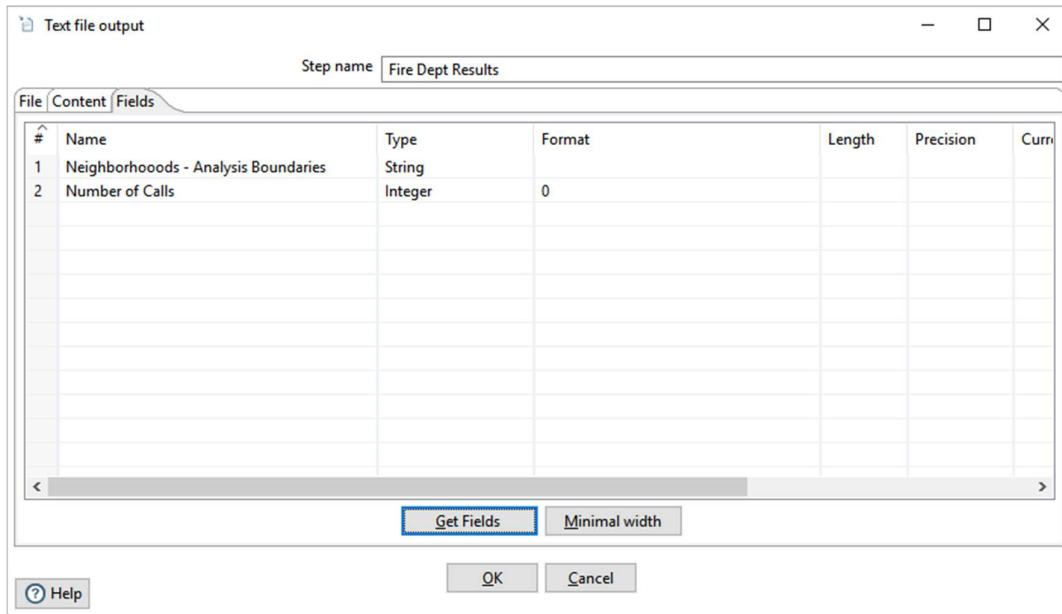 Text file output
Step name Fire Dept Results
File Content Fields
# Name Type Format Length Precision Curre
1 Neighborhooods - Analysis Boundaries String
2 Number of Calls Integer 0
Get Fields Minimal width
OK Cancel
Help